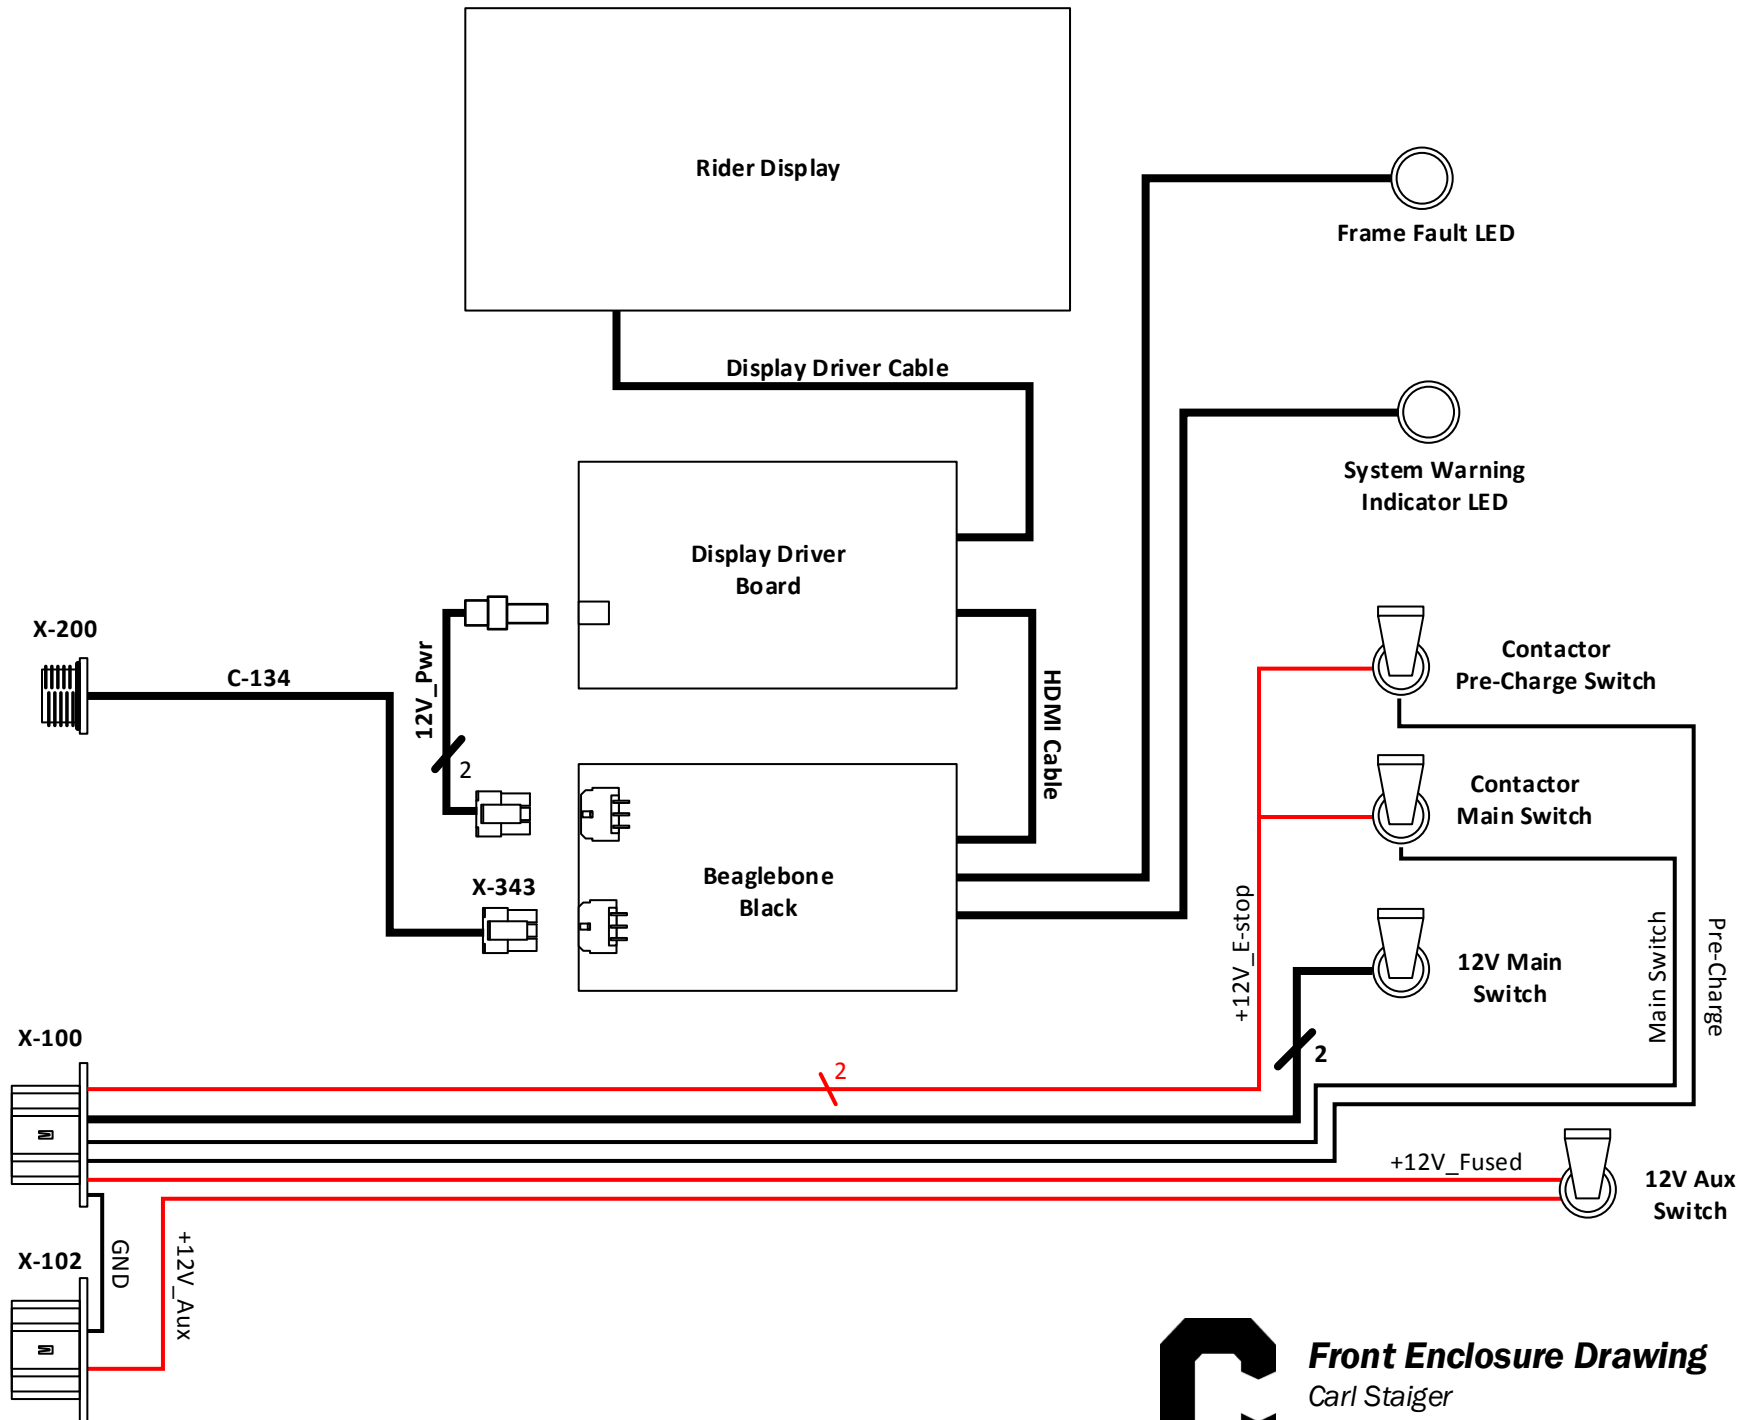 Rider Display
Frame Fault LED
Display Driver Cable
System Warning
Indicator LED
Display Driver
Board
X-200
C-134
12V_Pwr
2
HDMI Cable
Contactor
Pre-Charge Switch
Contactor
Main Switch
X-343
Beaglebone
Black
+12V_E-stop
12V Main
Switch
2
Main Switch
Pre-Charge
X-100
2
M
+12V_Fused
12V Aux
Switch
GND
+12V_Aux
X-102
M
Front Enclosure Drawing
Carl Staiger